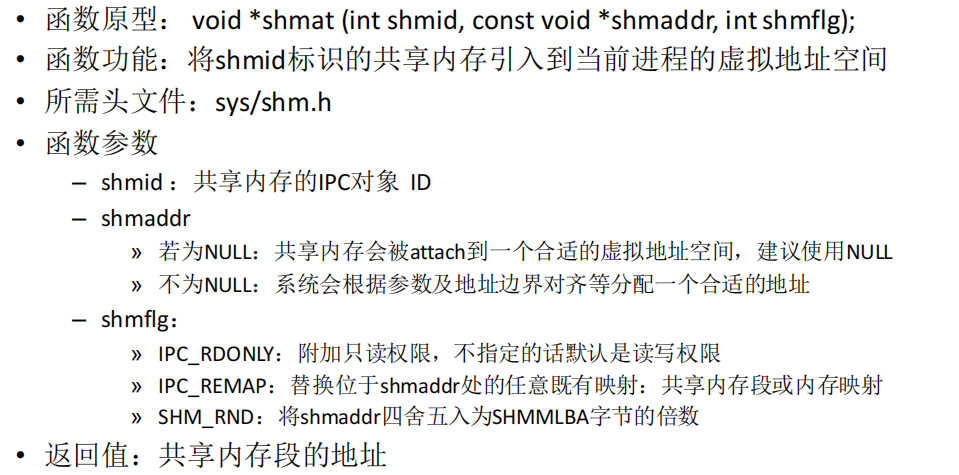 • 函数原型： void *shmat (int shmid, const void *shmaddr, int shmflg);
• 函数功能：将shmid标识的共享内存引入到当前进程的虚拟地址空间
• 所需头文件：sys/shm.h
• 函数参数
– shmid ：共享内存的IPC对象 ID
– shmaddr
» 若为NULL：共享内存会被attach到一个合适的虚拟地址空间，建议使用NULL
» 不为NULL：系统会根据参数及地址边界对齐等分配一个合适的地址
– shmflg：
» IPC_RDONLY：附加只读权限，不指定的话默认是读写权限
» IPC_REMAP：替换位于shmaddr处的任意既有映射：共享内存段或内存映射
» SHM_RND：将shmaddr四舍五入为SHMMLBA字节的倍数
• 返回值：共享内存段的地址